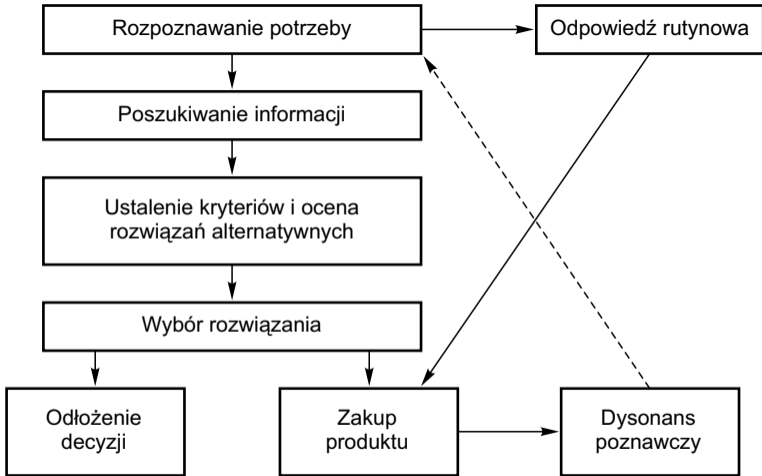 Rozpoznawanie potrzeby
Odpowiedź rutynowa
Poszukiwanie informacji
Ustalenie kryteriów i ocena
rozwiązań alternatywnych
Wybór rozwiązania
Odłożenie
decyzji
Zakup
produktu
Dysonans
poznawczy